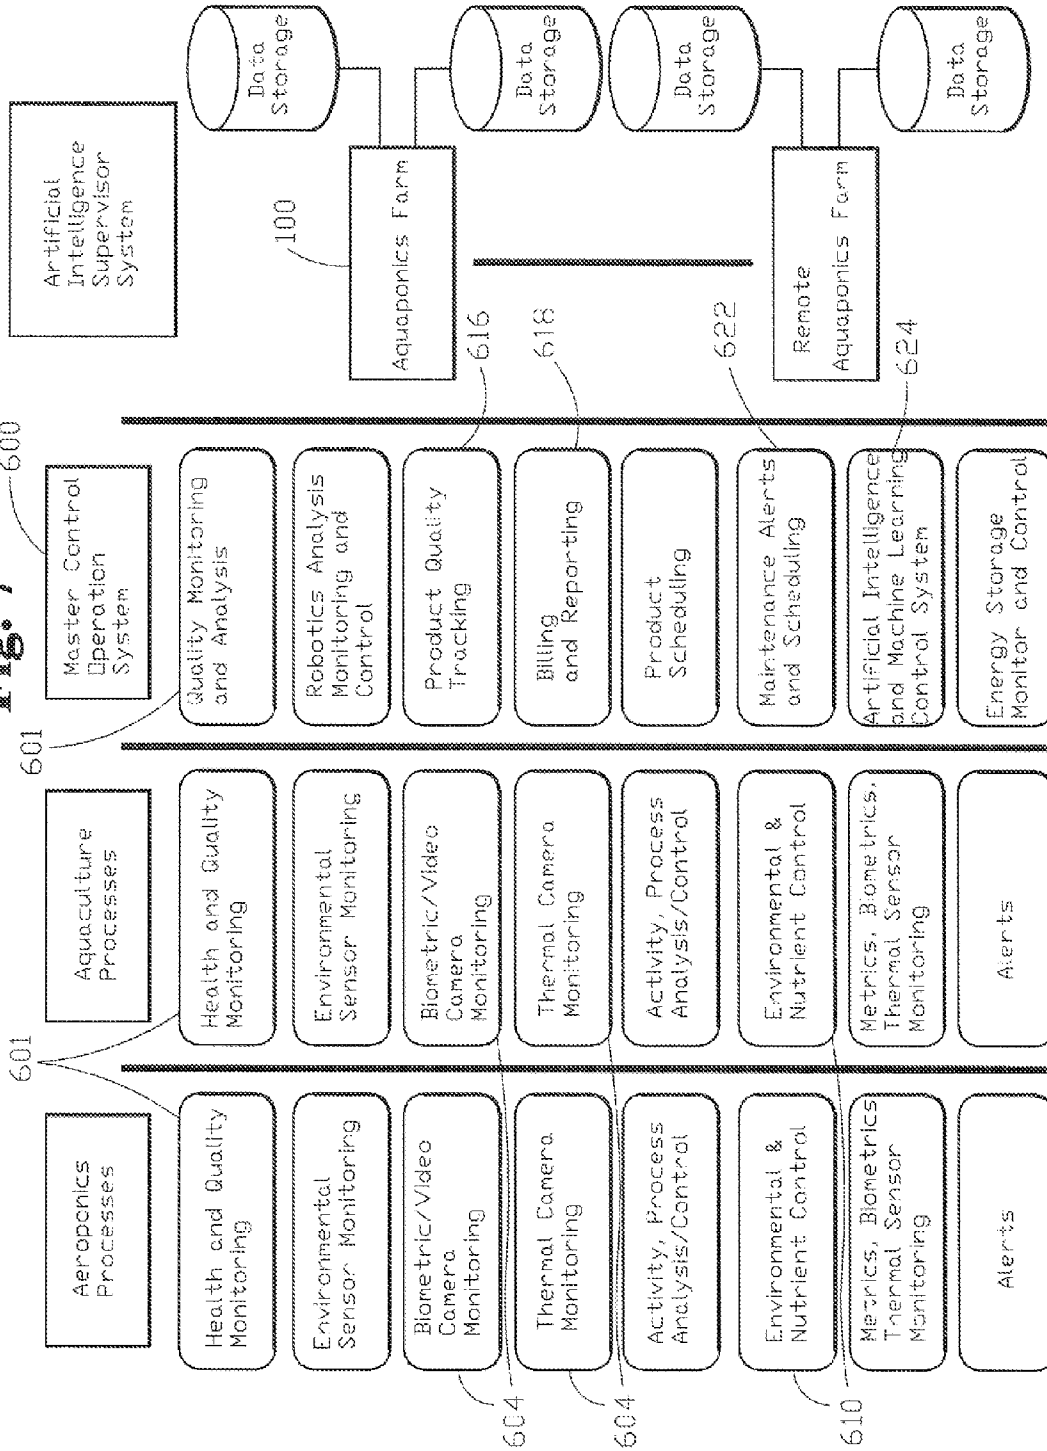 Fig. 7
600
Aeroponics
Processes
Aquaculture
Processes
Master Control
Operation
System
Artificial
Intelligence
Supervisor
System
601
601
Health and Quality
Monitoring
Environmental
Sensor Monitoring
Biometric/Video
Camera
Monitoring
Thermal Camera
Monitoring
Activity, Process
Analysis/Control
Environmental &
Nutrient Control
Metrics, Biometrics
Thermal Sensor
Monitoring
Alerts
604
604
610
Health and Quality
Monitoring
Environmental
Sensor Monitoring
Biometric/Video
Camera
Monitoring
Thermal Camera
Monitoring
Activity, Process
Analysis/Control
Environmental &
Nutrient Control
Metrics, Biometrics,
Thermal Sensor
Monitoring
Alerts
Quality Monitoring
and Analysis
Robotics Analysis
Monitoring and
Control
Product Quality
Tracking
616
Billing
and Reporting
618
Product
Scheduling
Maintenance Alerts
and Scheduling
622
Artificial Intelligence
and Machine Learning
Control System
624
Energy Storage
Monitor and Control
100
Aquaponics Farm
Data
Storage
Data
Storage
Remote
Aquaponics Farm
Data
Storage
Data
Storage